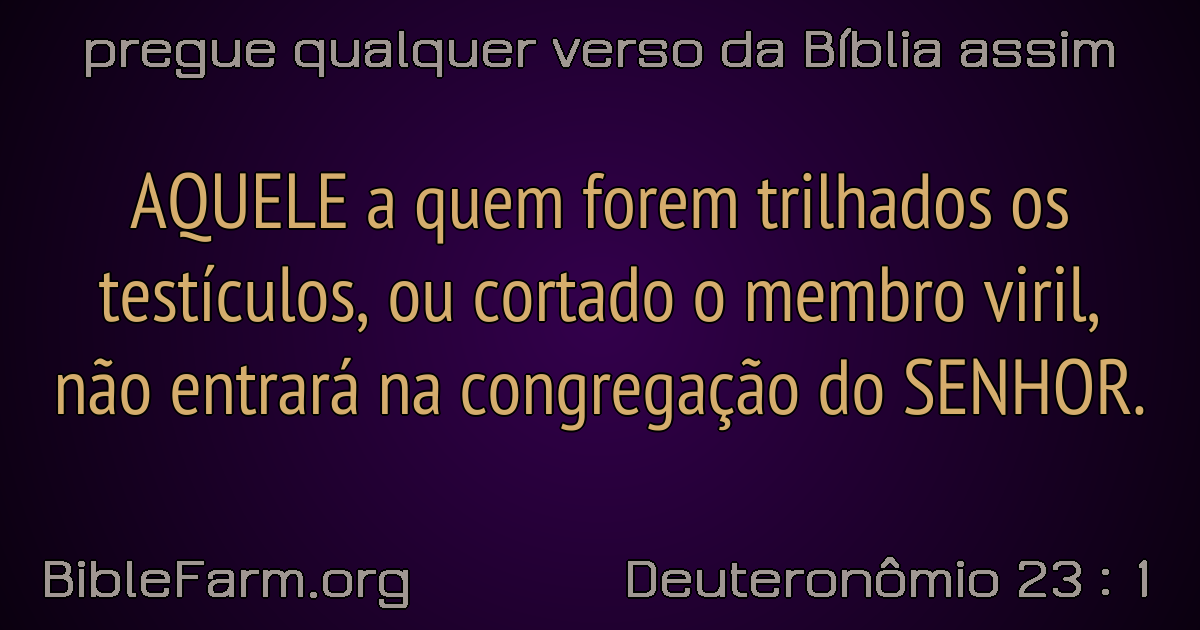 pregue qualquer verso da Bíblia assim
AQUELE a quem forem trilhados os
testículos, ou cortado o membro viril,
não entrará na congregação do SENHOR.
BibleFarm.org
Deuteronômio 23 : 1